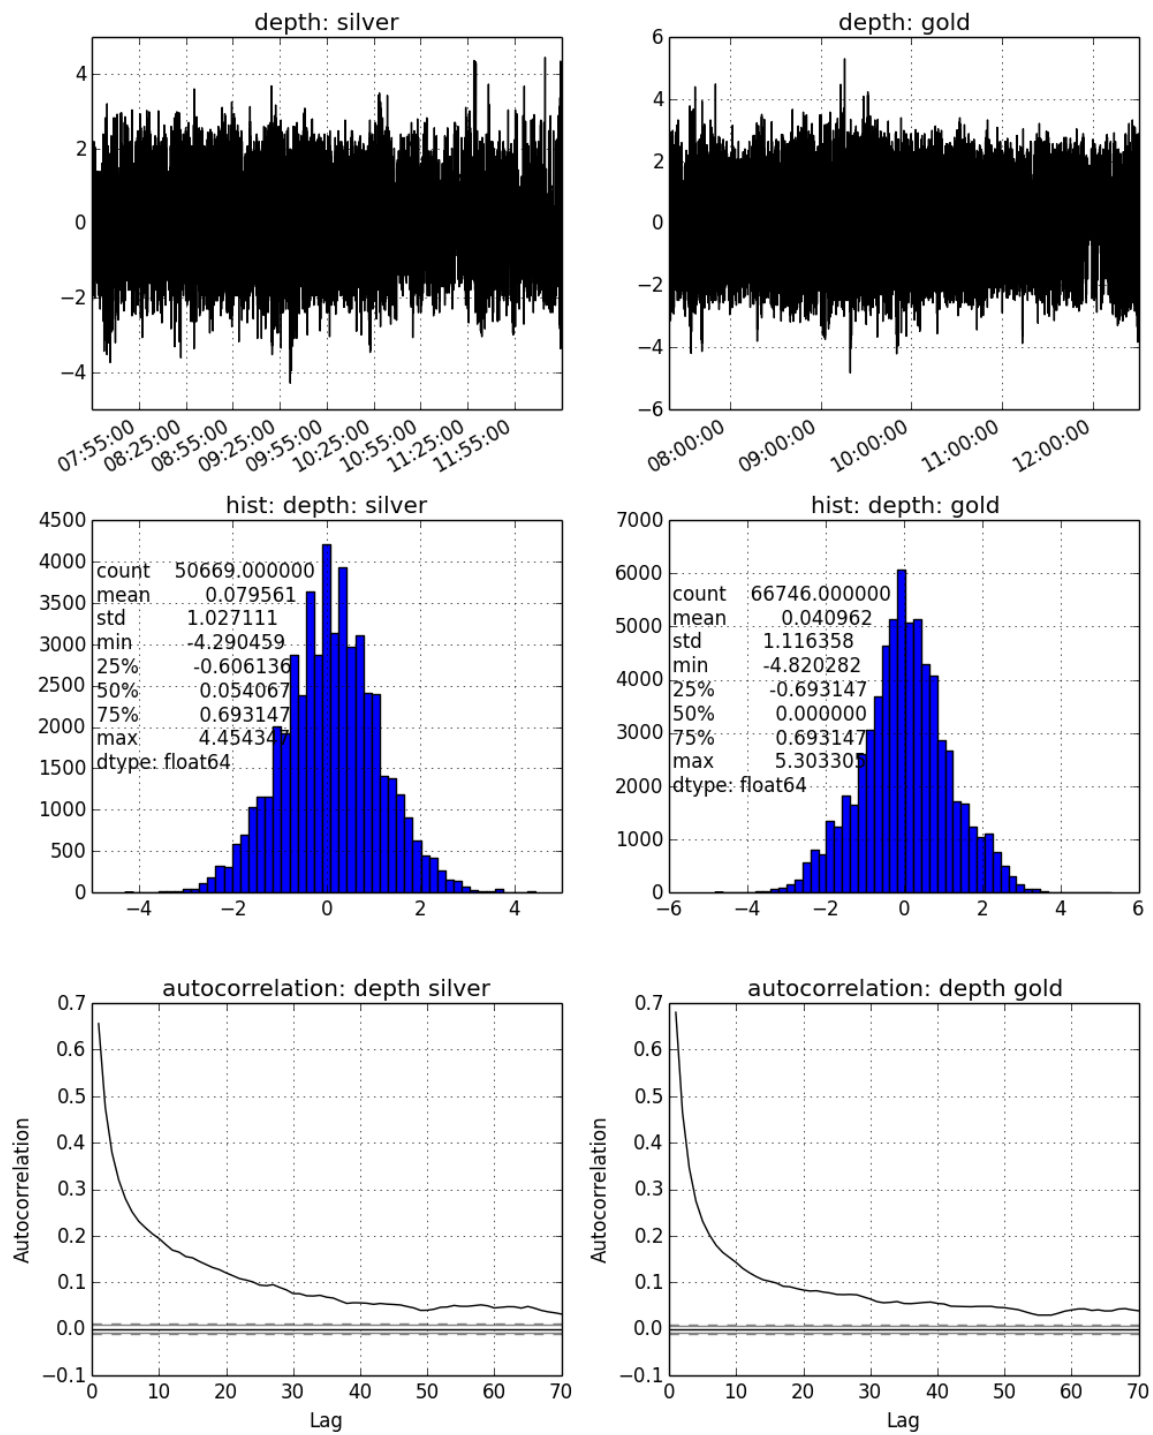 depth: silver
4
2
0
−2
−4
07:55:00
08:25:00
08:55:00
09:25:00
09:55:00
10:25:00
10:55:00
11:25:00
11:55:00
depth: gold
6
4
2
0
−2
−4
−6
08:00:00
09:00:00
10:00:00
11:00:00
12:00:00
hist: depth: silver
4500
4000
3500
3000
2500
2000
1500
1000
500
0
count 50669.000000
mean 0.079561
std 1.027111
min -4.290459
25% -0.606136
50% 0.054067
75% 0.693147
max 4.454347
dtype: float64
−4 −2 0 2 4
hist: depth: gold
7000
6000
5000
4000
3000
2000
1000
0
count 66746.000000
mean 0.040962
std 1.116358
min -4.820282
25% -0.693147
50% 0.000000
75% 0.693147
max 5.303305
dtype: float64
−6 −4 −2 0 2 4 6
autocorrelation: depth silver
0.7
0.6
0.5
0.4
0.3
0.2
0.1
0.0
−0.1
Autocorrelation
0 10 20 30 40 50 60 70
Lag
autocorrelation: depth gold
0.7
0.6
0.5
0.4
0.3
0.2
0.1
0.0
−0.1
Autocorrelation
0 10 20 30 40 50 60 70
Lag